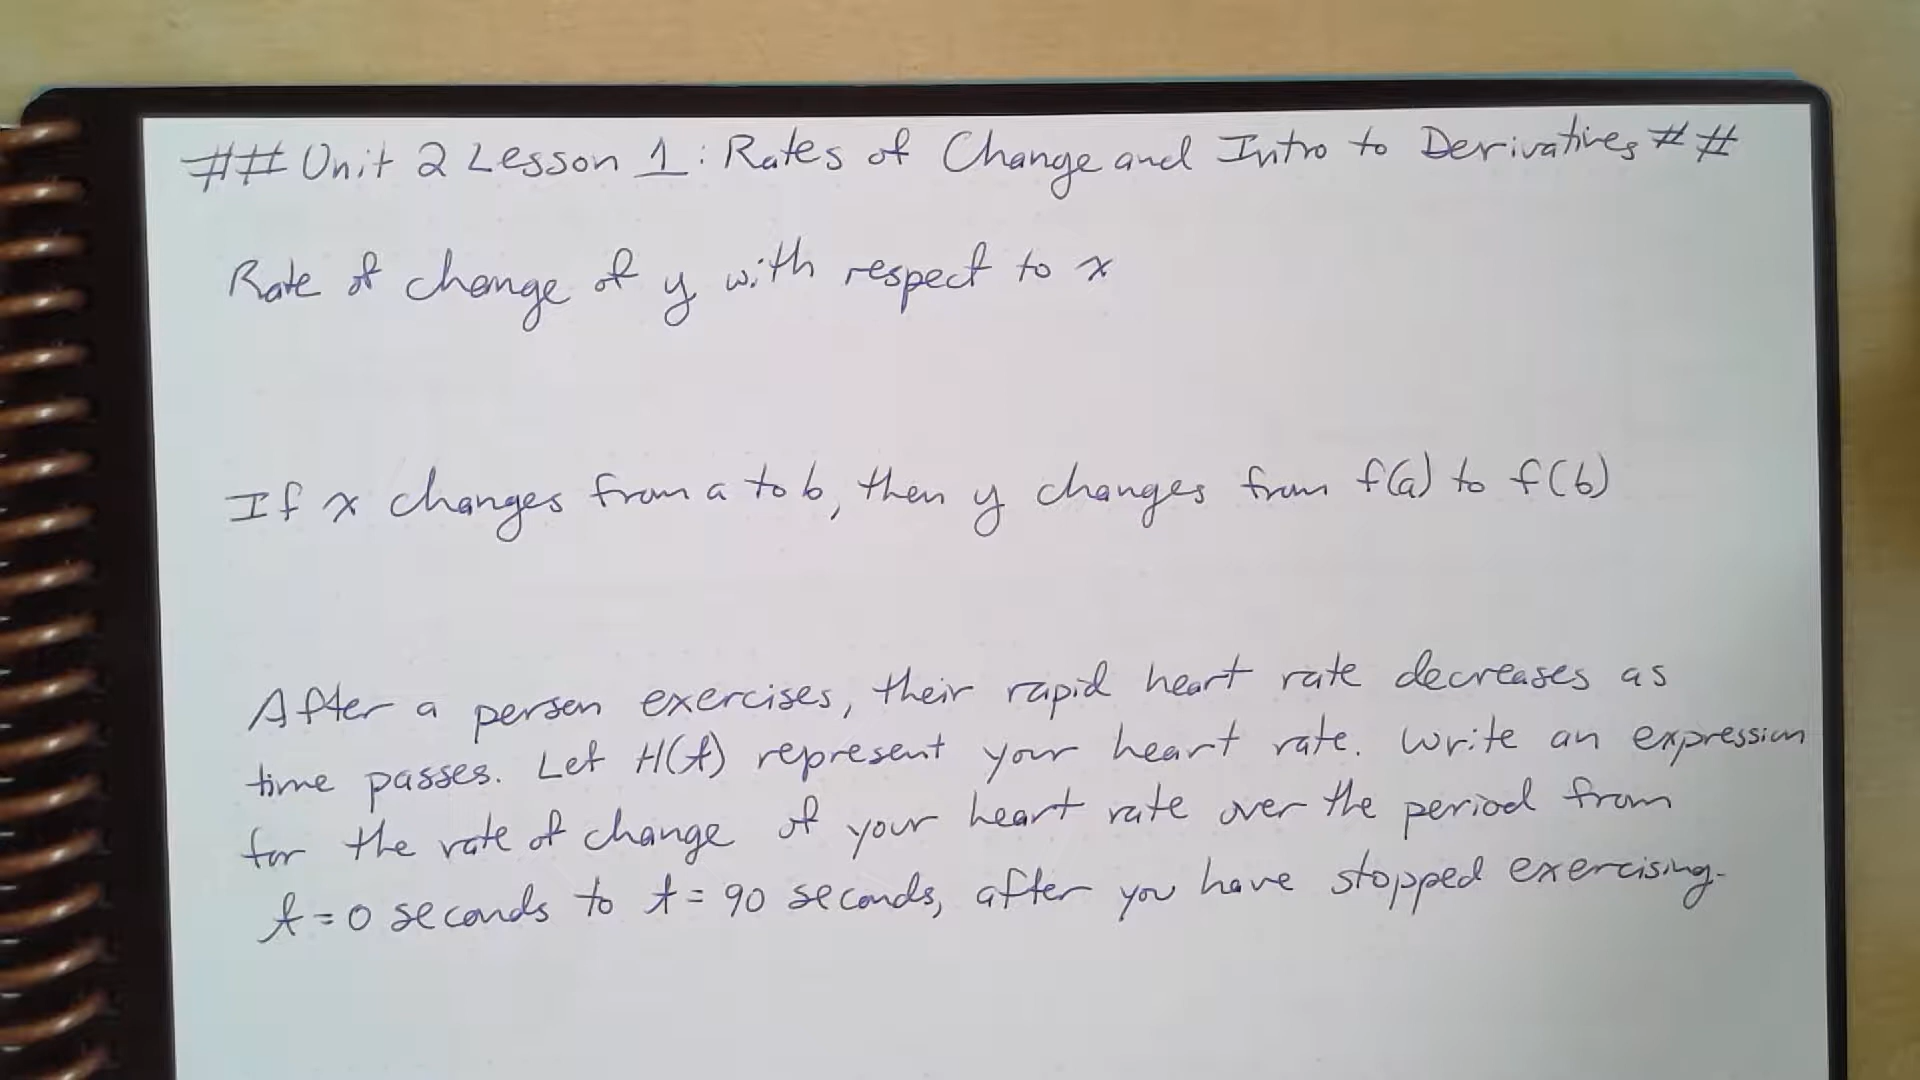 ## Unit 2 Lesson 1: Rates of Change and Intro to Derivatives ##
Rate of change of y with respect to x
If x changes from a to b, then y changes from f(a) to f(b)
After a person exercises, their rapid heart rate decreases as
time passes. Let H(t) represent your heart rate. Write an expression
for the rate of change of your heart rate over the period from
t=0 seconds to t=90 seconds, after you have stopped exercising.